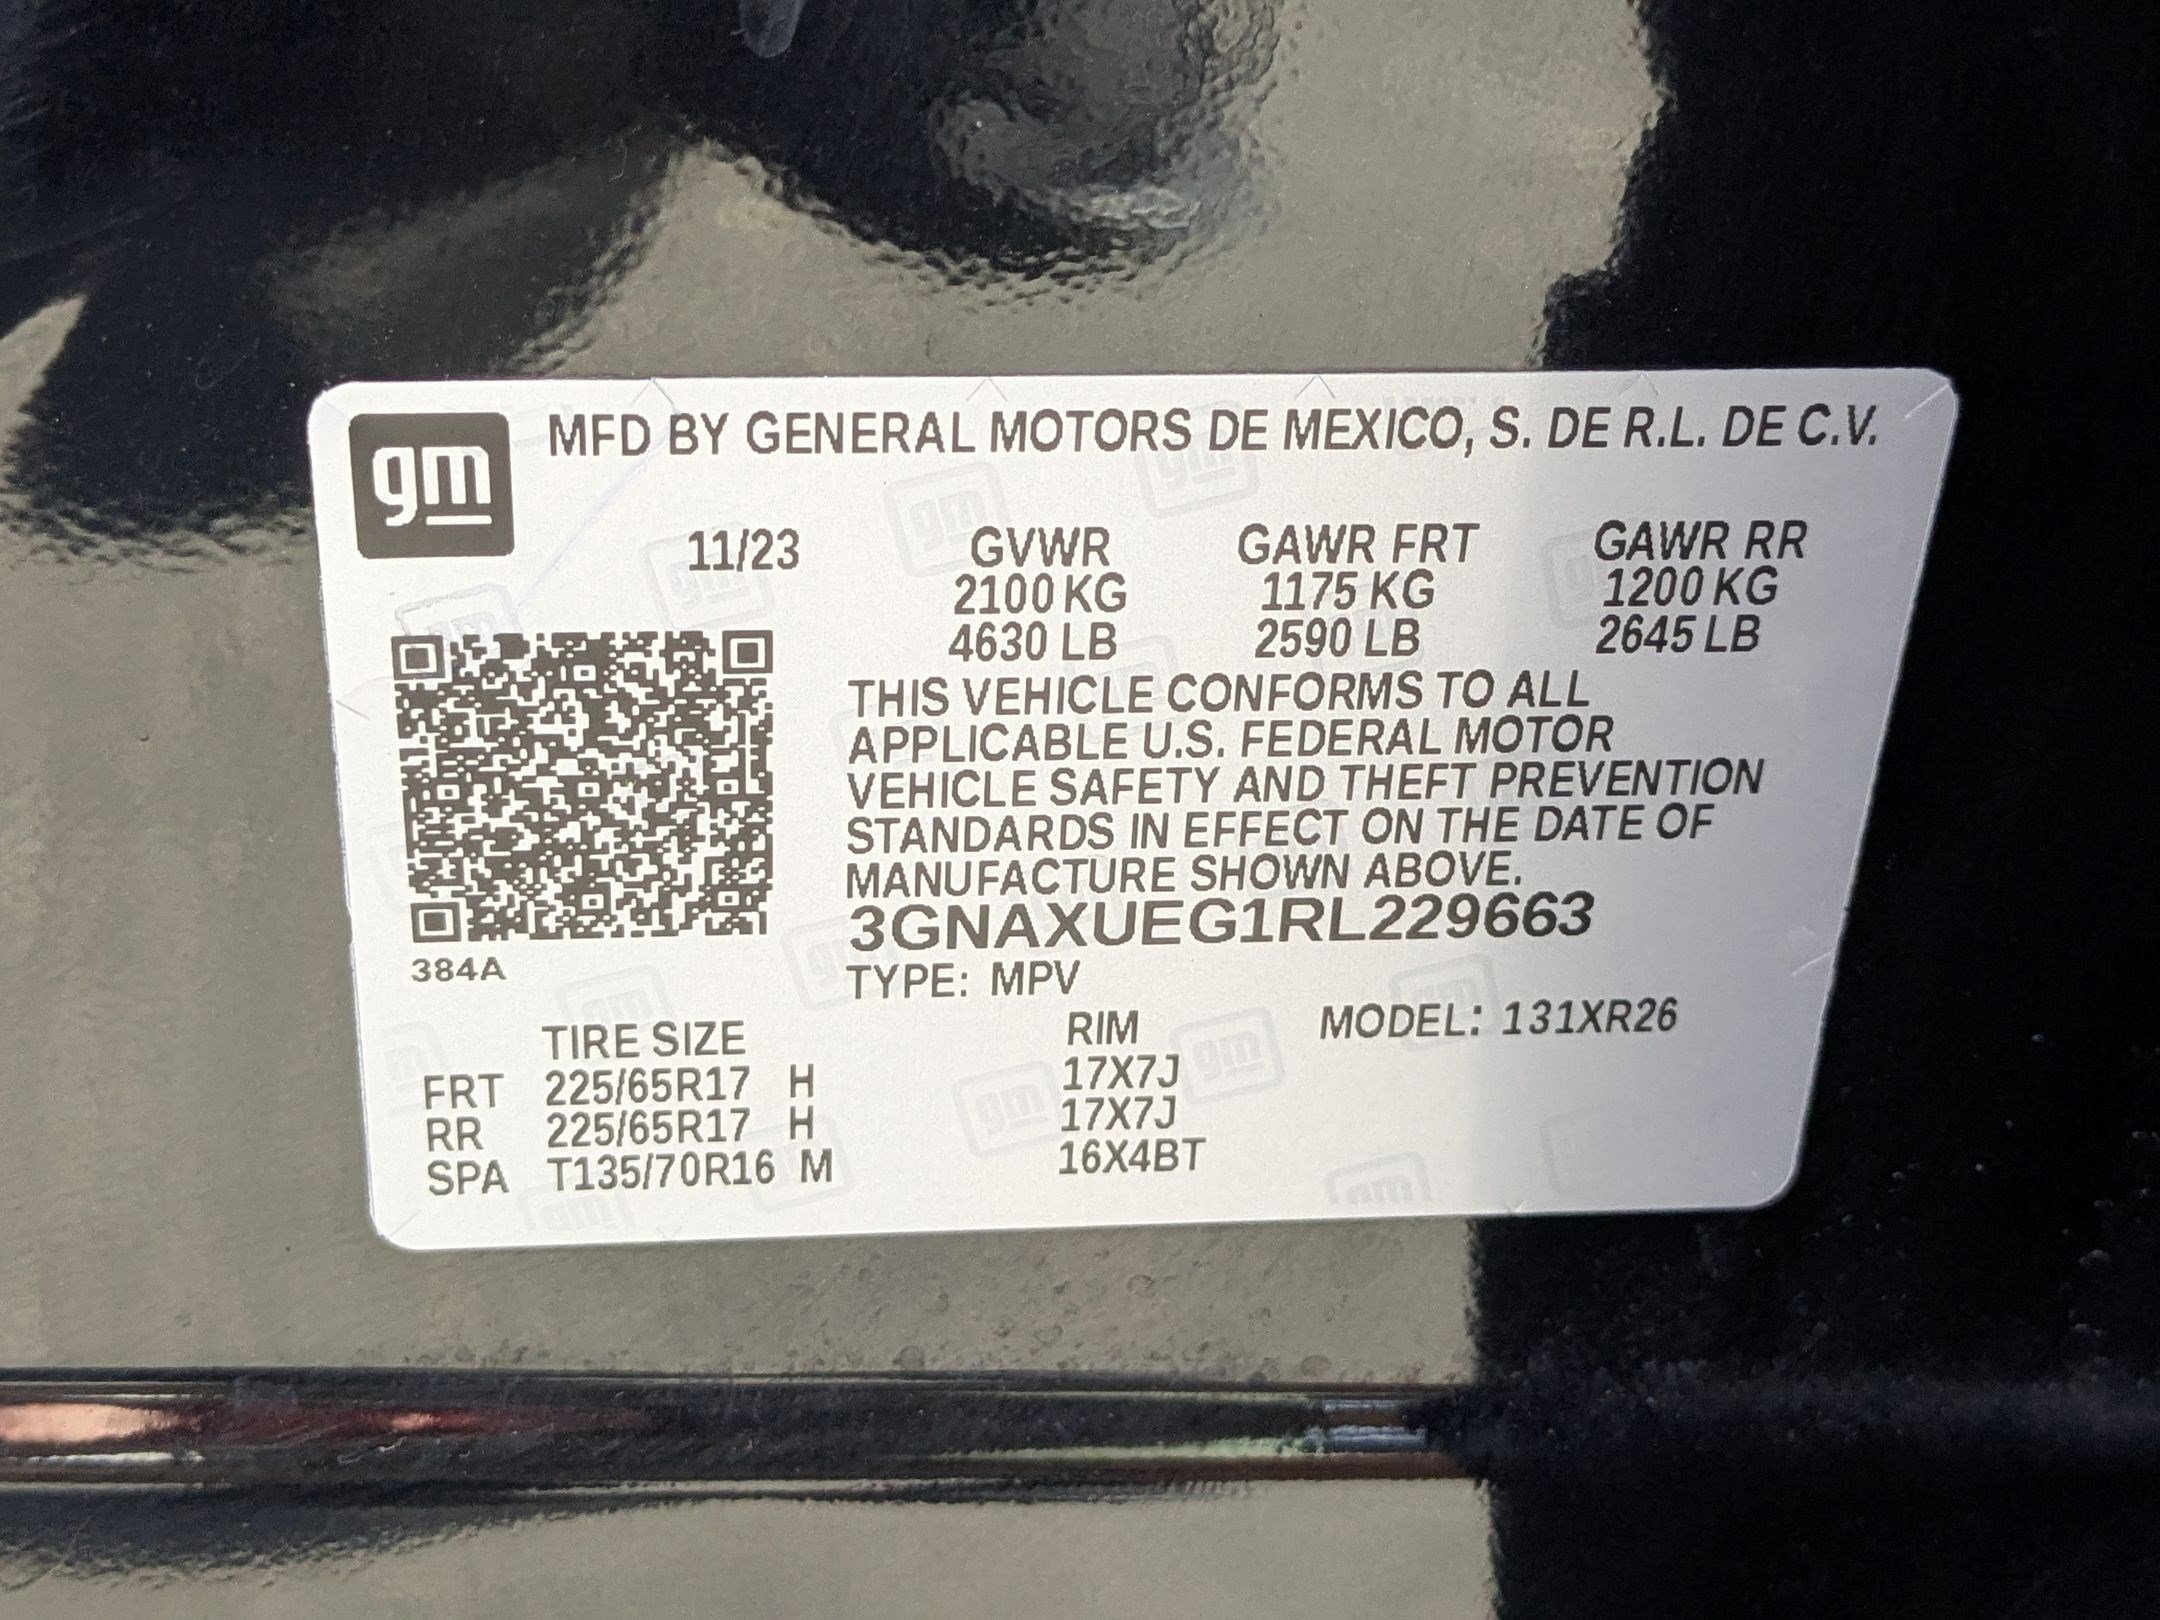 gm
MFD BY GENERAL MOTORS DE MEXICO, S. DE R.L. DE C.V.
11/23 GVWR GAWR FRT GAWR RR
2100 KG 1175 KG 1200 KG
4630 LB 2590 LB 2645 LB
THIS VEHICLE CONFORMS TO ALL
APPLICABLE U.S. FEDERAL MOTOR
VEHICLE SAFETY AND THEFT PREVENTION
STANDARDS IN EFFECT ON THE DATE OF
MANUFACTURE SHOWN ABOVE.
3GNAXUEG1RL229663
384A
TYPE: MPV
MODEL: 131XR26
TIRE SIZE RIM
FRT 225/65R17 H 17X7J
RR 225/65R17 H 17X7J
SPA T135/70R16 M 16X4BT